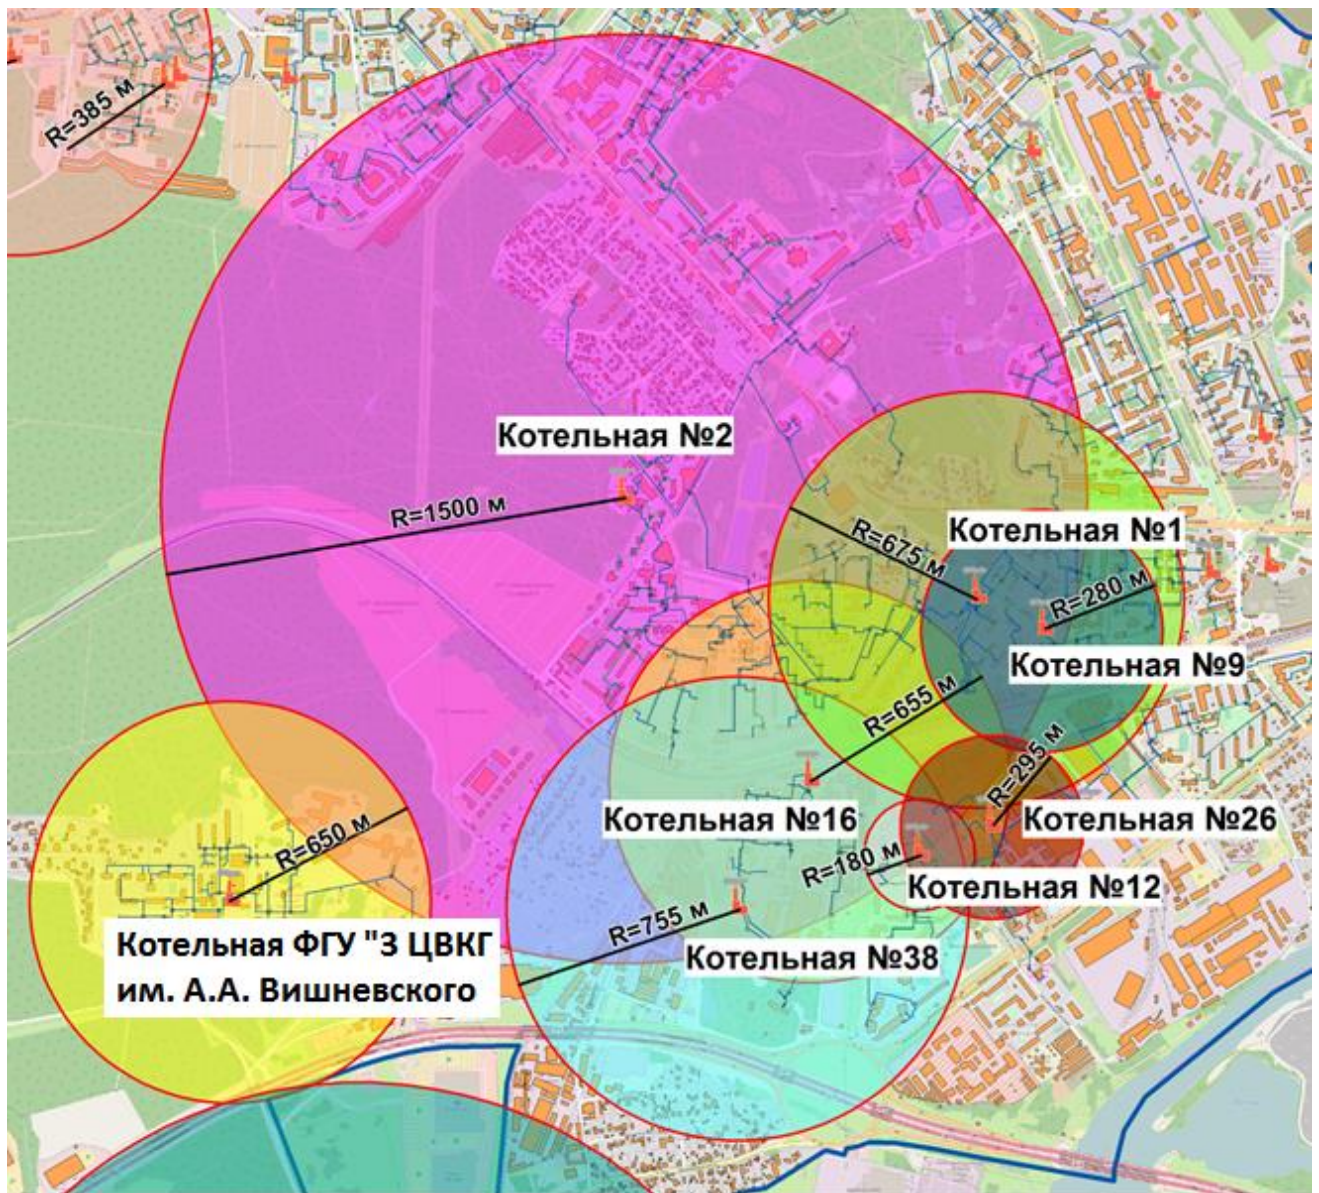 R=385 м
Котельная №2
R=1500 м
Котельная №1
R=675 м
R=280 м
Котельная №9
R=655 м
R=295 м
Котельная №16
Котельная №26
R=180 м
R=650 м
Котельная №12
R=755 м
Котельная ФГУ "3 ЦВКГ
им. А.А. Вишневского
Котельная №38